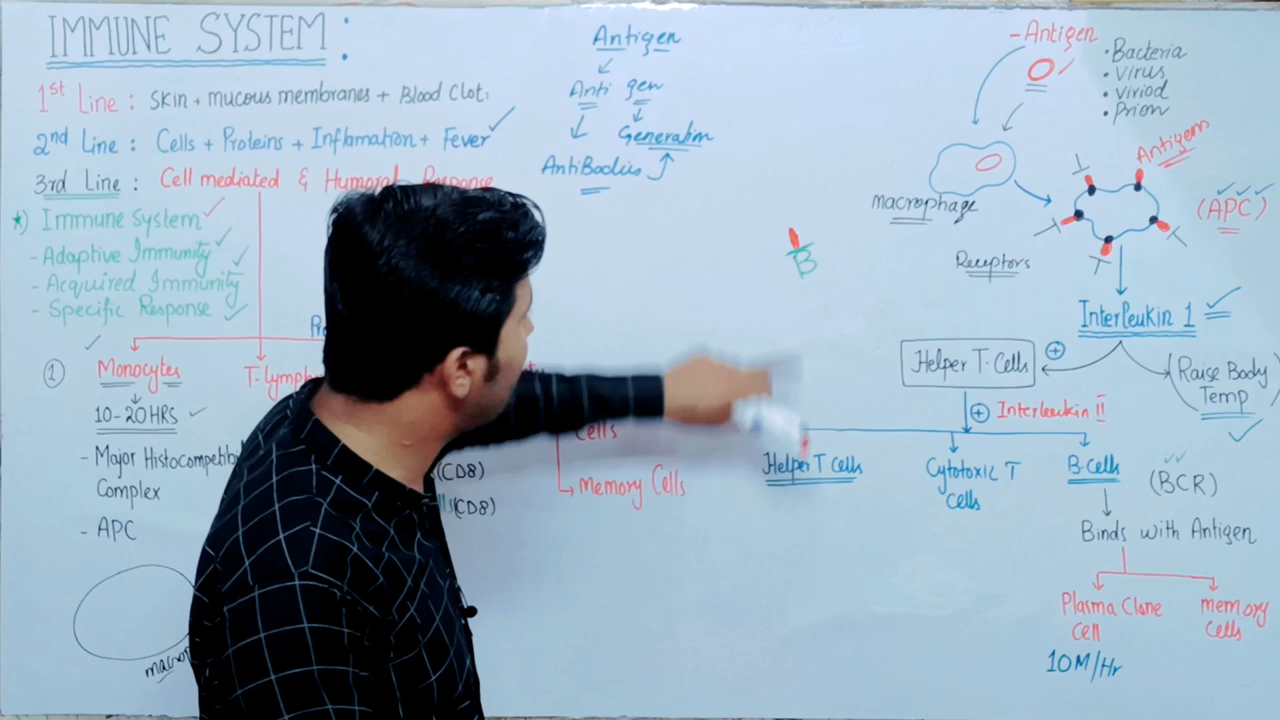 IMMUNE SYSTEM :
1st Line : Skin + mucous membranes + Blood Clot.
2nd Line : Cells + Proteins + Inflamation + Fever
3rd Line : Cell mediated & Humoral Response
*) Immune System
- Adaptive Immunity
- Acquired Immunity
- Specific Response
① Monocytes
10-20 HRS
- Major Histocompetibi
Complex
- APC
macro
T-Lymph
Cells
(CD8)
(CD8)
Memory Cells
Antigen
Anti gen
Generation
AntiBodies
B
- Antigen
• Bacteria
• Virus
• Viriod
• Prion
macrophage
Antigens
(APC)
T
T
T
T
Receptors
Interleukin 1
Helper T-Cells
+
(Raise Body
Temp)
+ Interleukin II
Helper T cells
Cytotoxic T
Cells
B-cells
(BCR)
Binds with Antigen
Plasma Clone
Cell
memory
Cells
10M/Hr